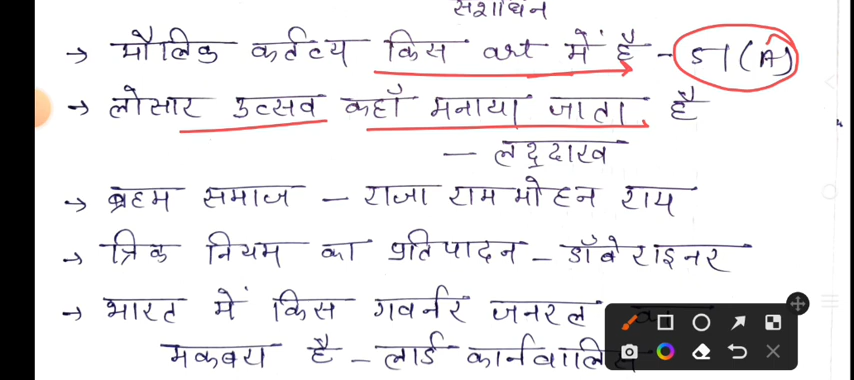 संशोधन
→ मौलिक कर्तव्य किस art में है - 51(A)
→ लोसार उत्सव कहाँ मनाया जाता है
- लद्दाख
→ ब्रहम समाज - राजा राम मोहन राय
→ त्रिक नियम का प्रतिपादन - डॉबेराइनर
→ भारत में किस गवर्नर जनरल
मकबरा है - लार्ड कार्नवालिस